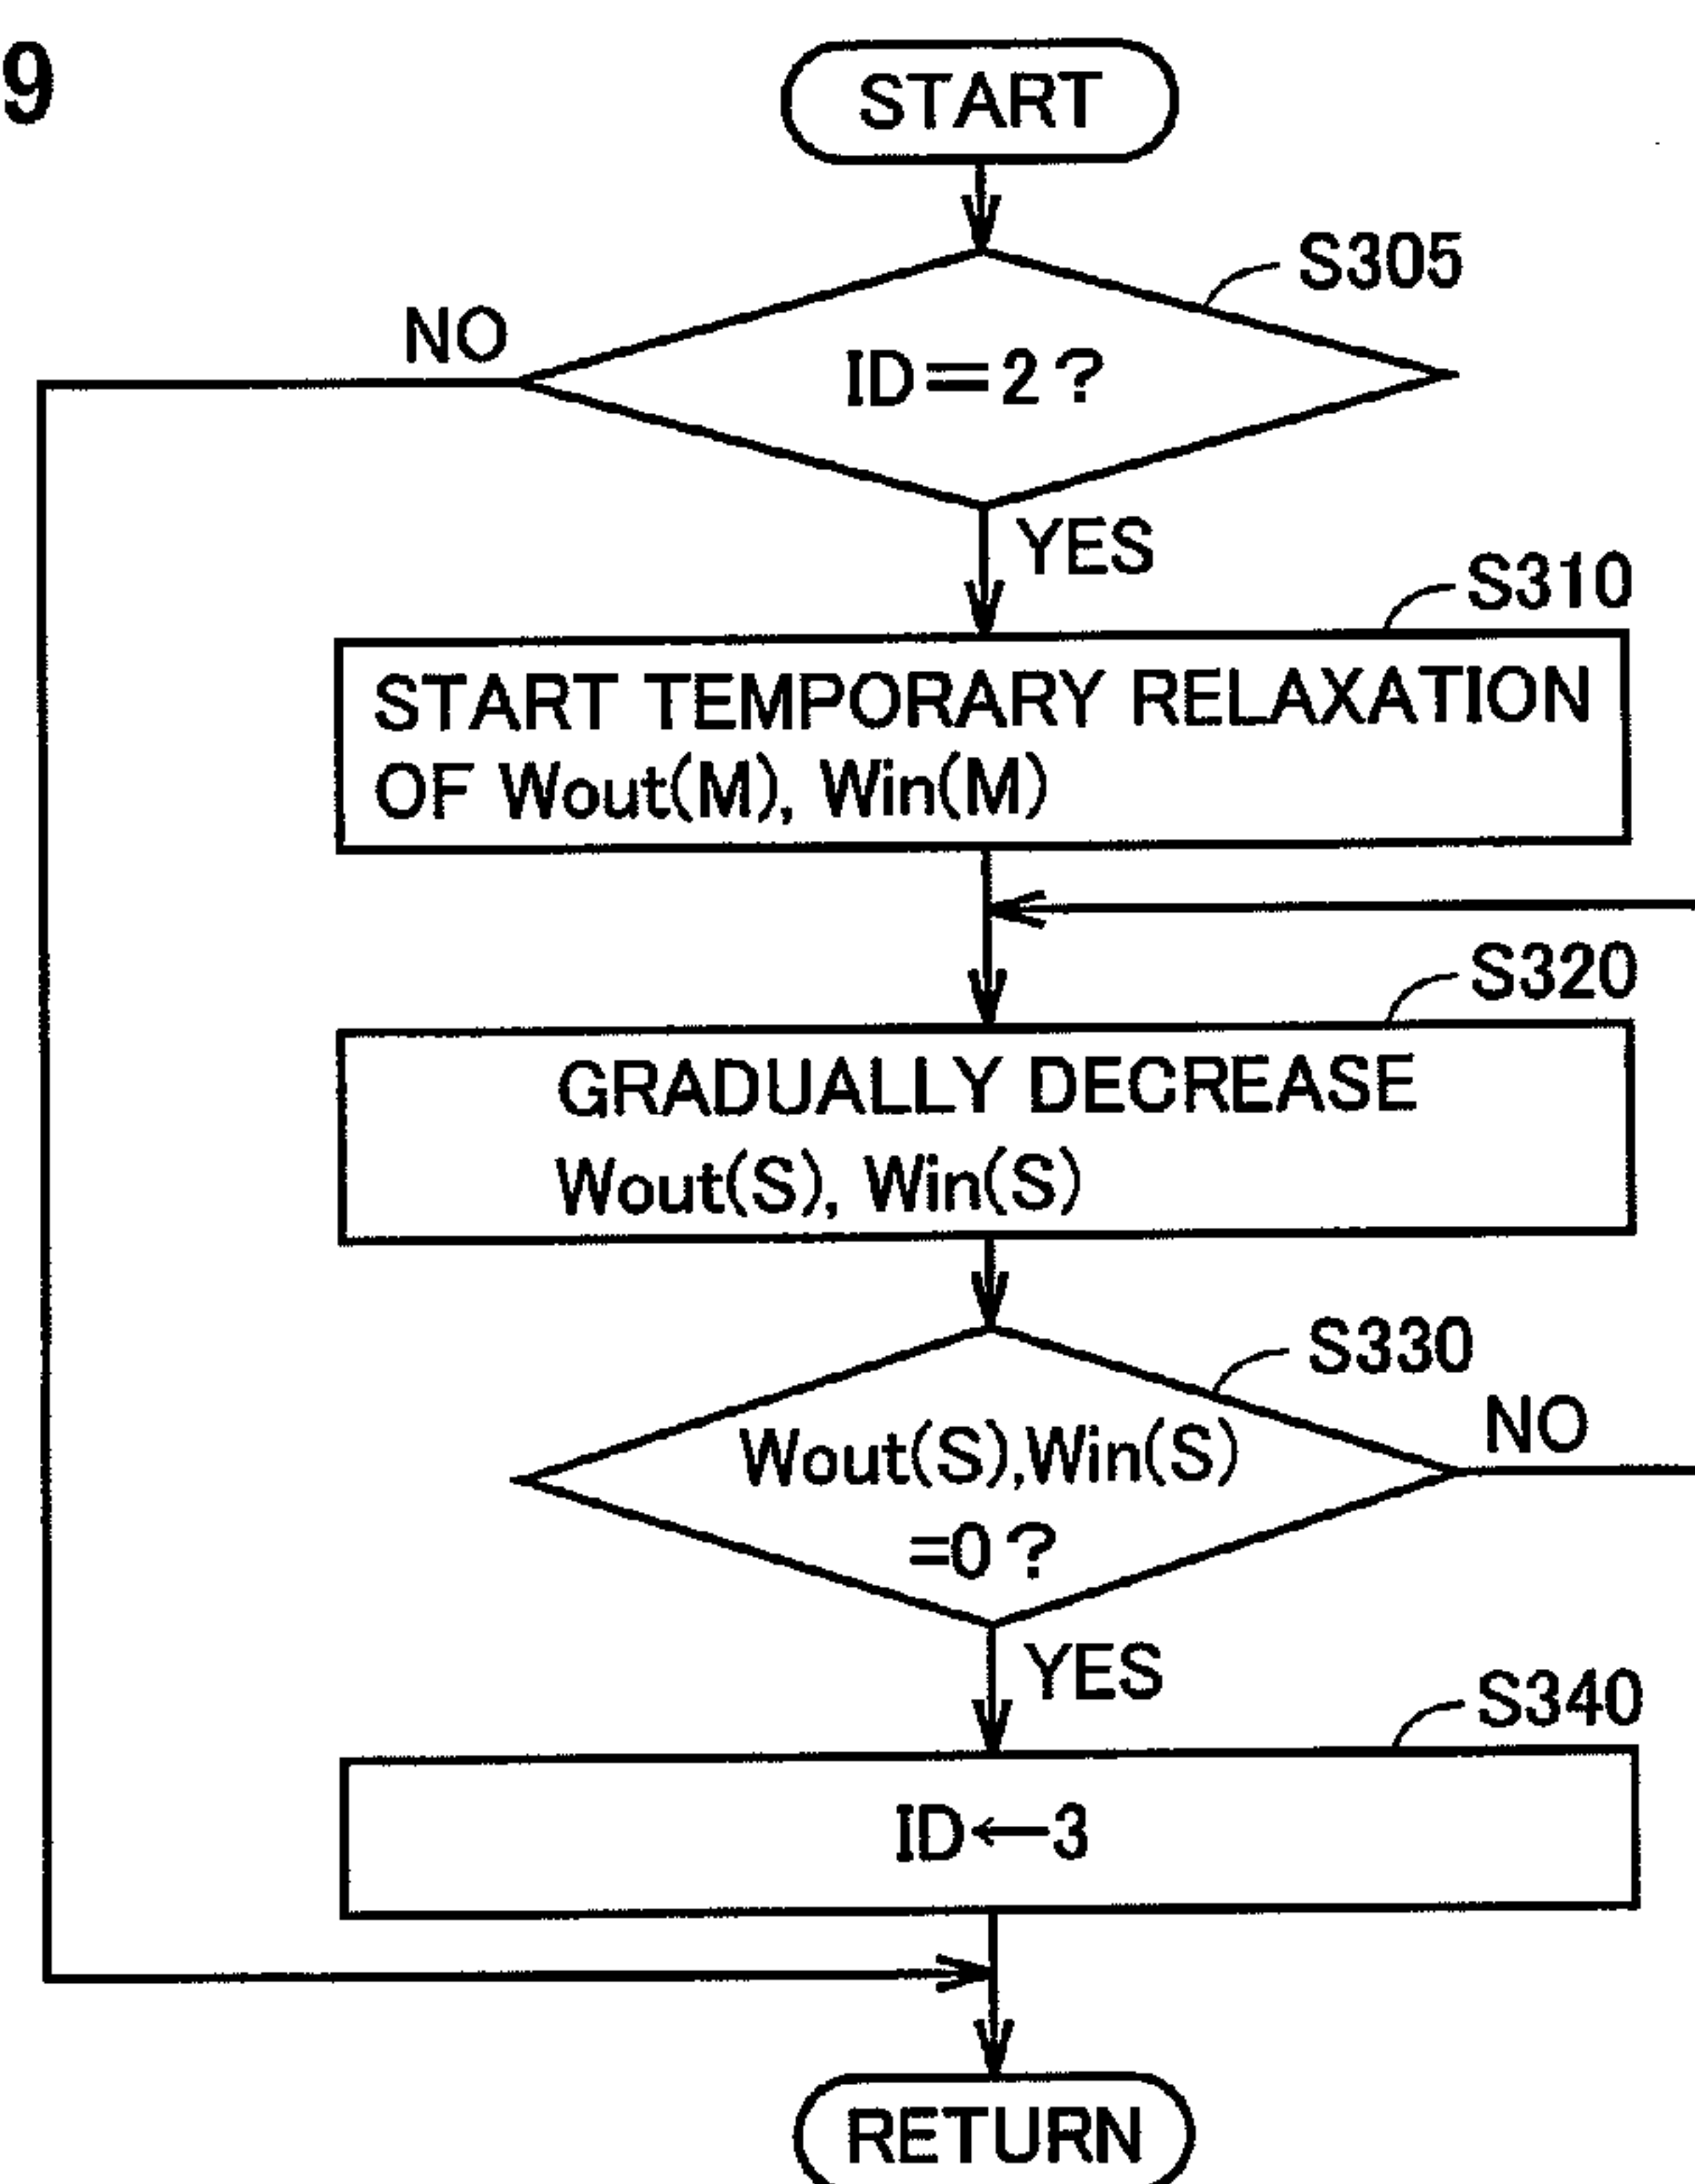 9
START
S305
NO
ID=2?
YES
S310
START TEMPORARY RELAXATION
OF Wout(M), Win(M)
S320
GRADUALLY DECREASE
Wout(S), Win(S)
S330
Wout(S),Win(S)
=0?
NO
YES
S340
ID←3
RETURN